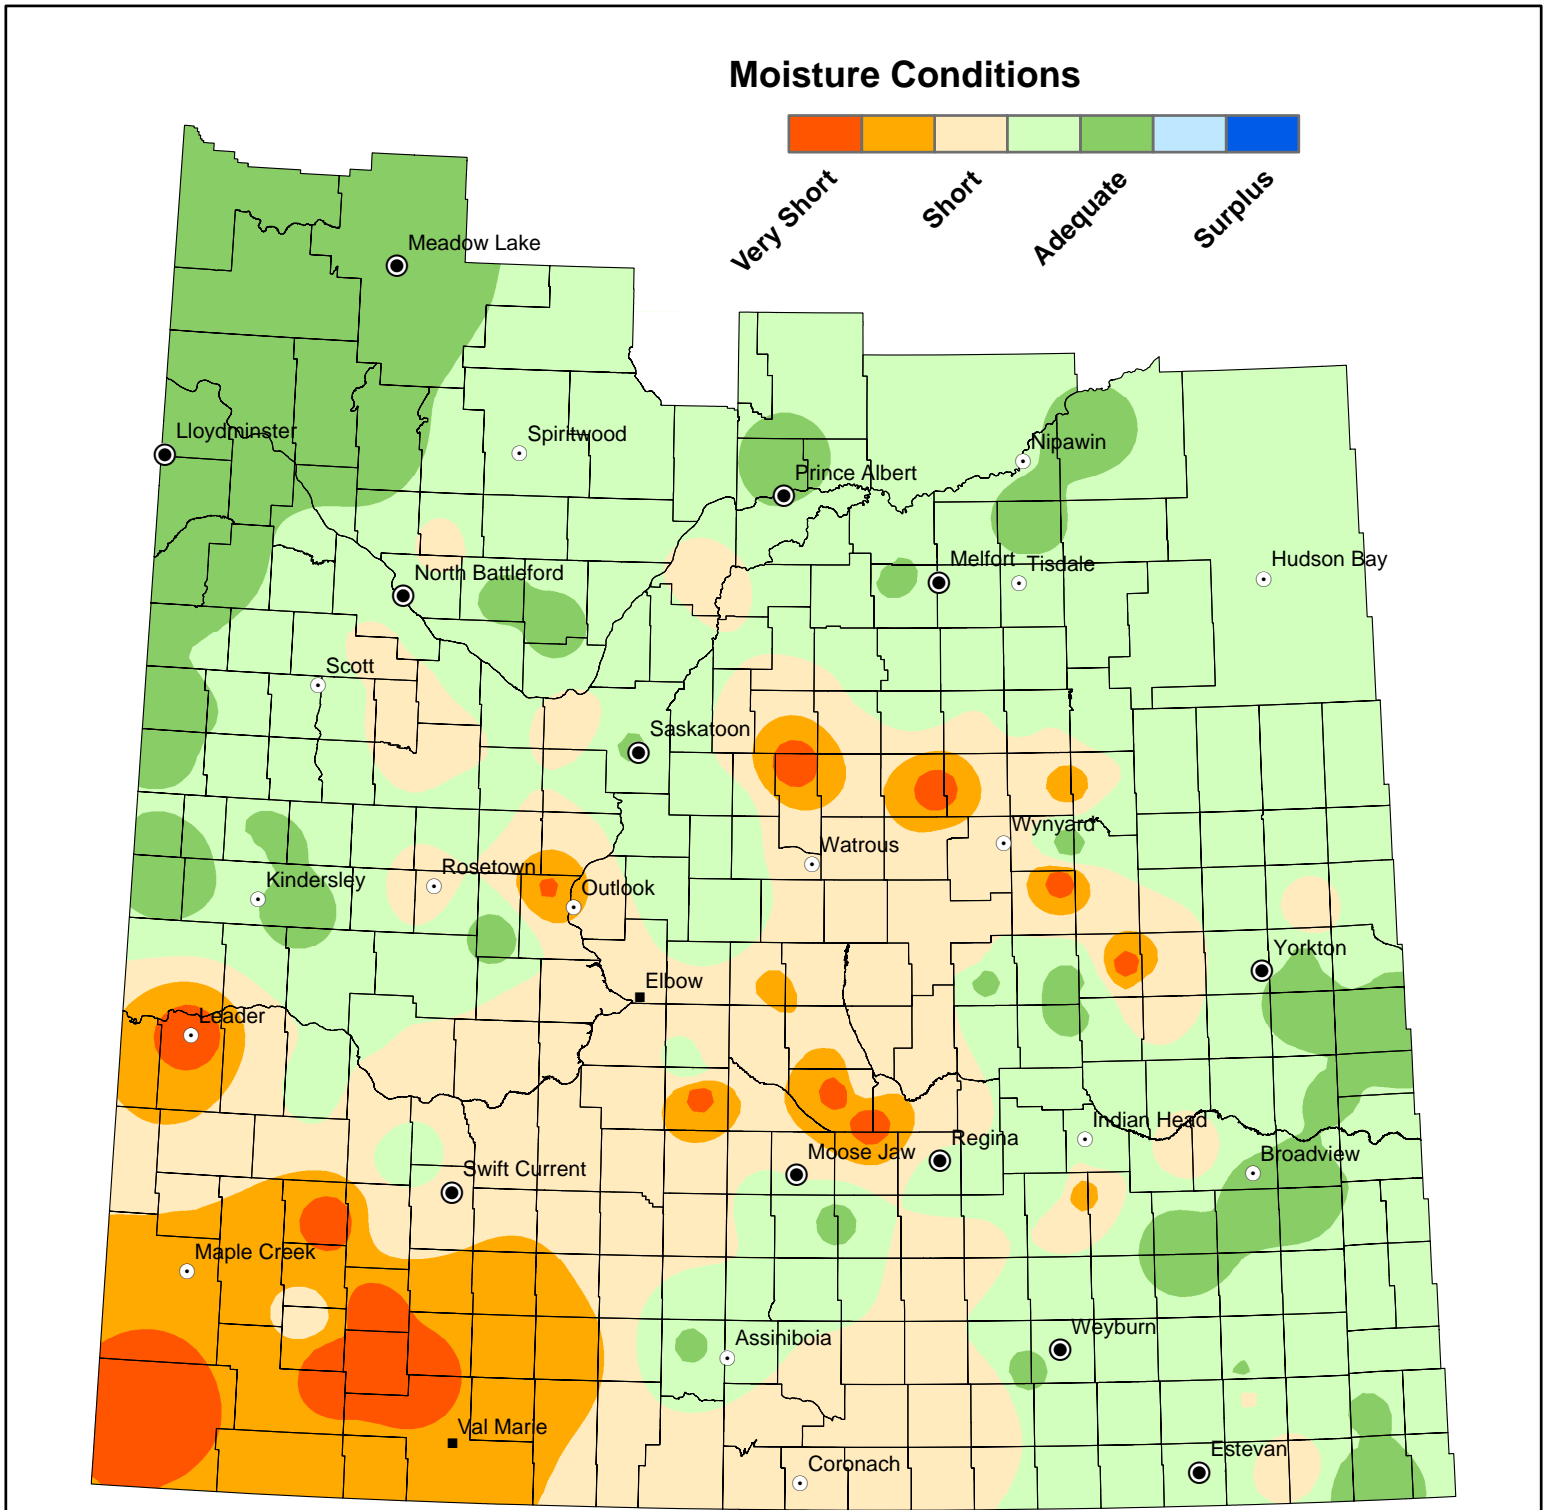 Moisture Conditions
Very Short
Short
Adequate
Surplus
Meadow Lake
Lloydminster
Spiritwood
Nipawin
Prince Albert
Melfort
Tisdale
Hudson Bay
North Battleford
Scott
Saskatoon
Wynyard
Watrous
Rosetown
Kindersley
Outlook
Yorkton
Elbow
Leader
Indian Head
Regina
Moose Jaw
Broadview
Swift Current
Maple Creek
Weyburn
Assiniboia
Val Marie
Estevan
Coronach